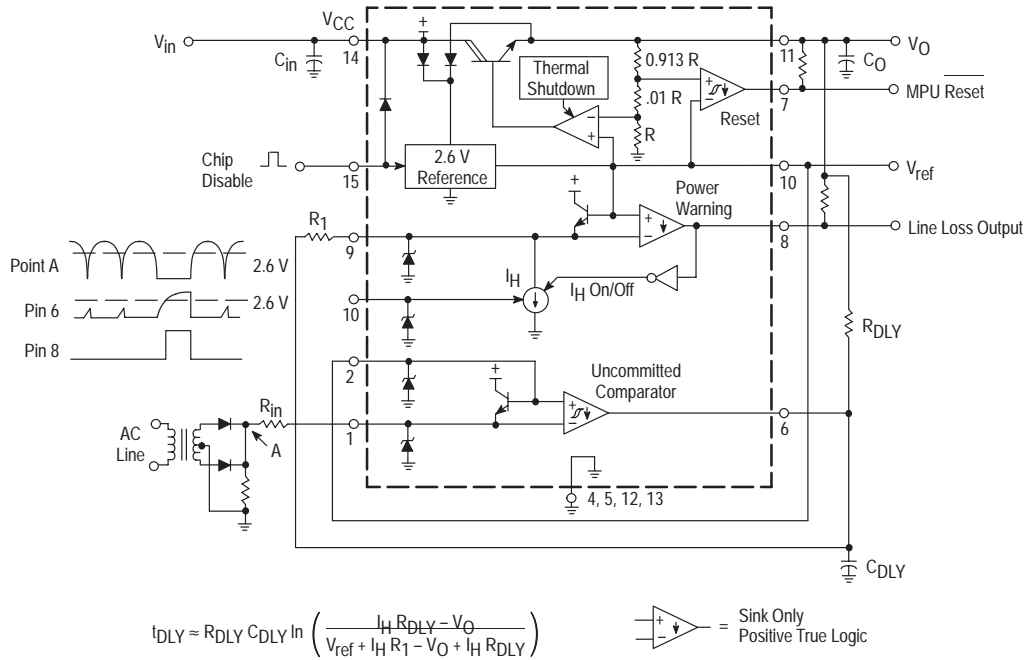 VCC
Vin
Cin
14
+
0.913 R
.01 R
R
Thermal
Shutdown
+
−
Reset
−
+
11
CO
VO
7
MPU Reset
Chip
Disable
15
2.6 V
Reference
10
Vref
Power
Warning
+
+
−
8
Line Loss Output
R1
9
IH
IH On/Off
10
Point A
2.6 V
Pin 6
2.6 V
Pin 8
RDLY
2
+
Uncommitted
Comparator
+
−
6
AC
Line
Rin
A
1
4, 5, 12, 13
CDLY
tDLY ≈ RDLY CDLY ln ( IH RDLY – VO
Vref + IH R1 – VO + IH RDLY )
+
−
= Sink Only
Positive True Logic